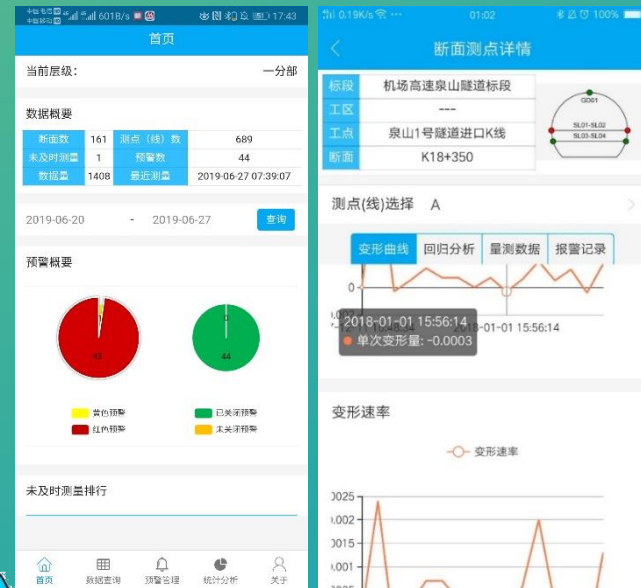 601B/s 17:43
首页
当前层级： 一分部
数据概要
断面数 161 测点（线）数 689
未及时测量 1 预警数 44
数据量 1408 最近测量 2019-06-27 07:39:07
2019-06-20 - 2019-06-27 查询
预警概要
1 0
43 44
黄色预警 已关闭预警
红色预警 未关闭预警
未及时测量排行
首页 数据查询 预警管理 统计分析 关于
0.19K/s 01:02 100%
断面测点详情
标段 机场高速泉山隧道标段
工区 ---
工点 泉山1号隧道进口K线
断面 K18+350
GD01
SL01-SL02
SL03-SL04
测点(线)选择 A
变形曲线 回归分析 量测数据 报警记录
0
2018-01-01 15:56:14
-01-01 15:56:14
单次变形量: -0.0003
变形速率
变形速率
0025
.002
0015
.001